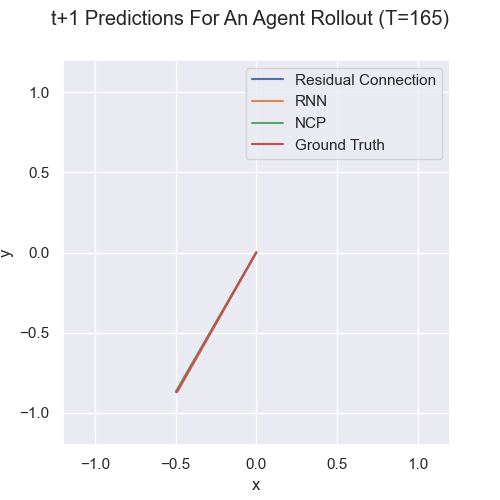 t+1 Predictions For An Agent Rollout (T=165)
Residual Connection
RNN
NCP
Ground Truth
1.0
0.5
0.0
−0.5
−1.0
y
−1.0 −0.5 0.0 0.5 1.0
x